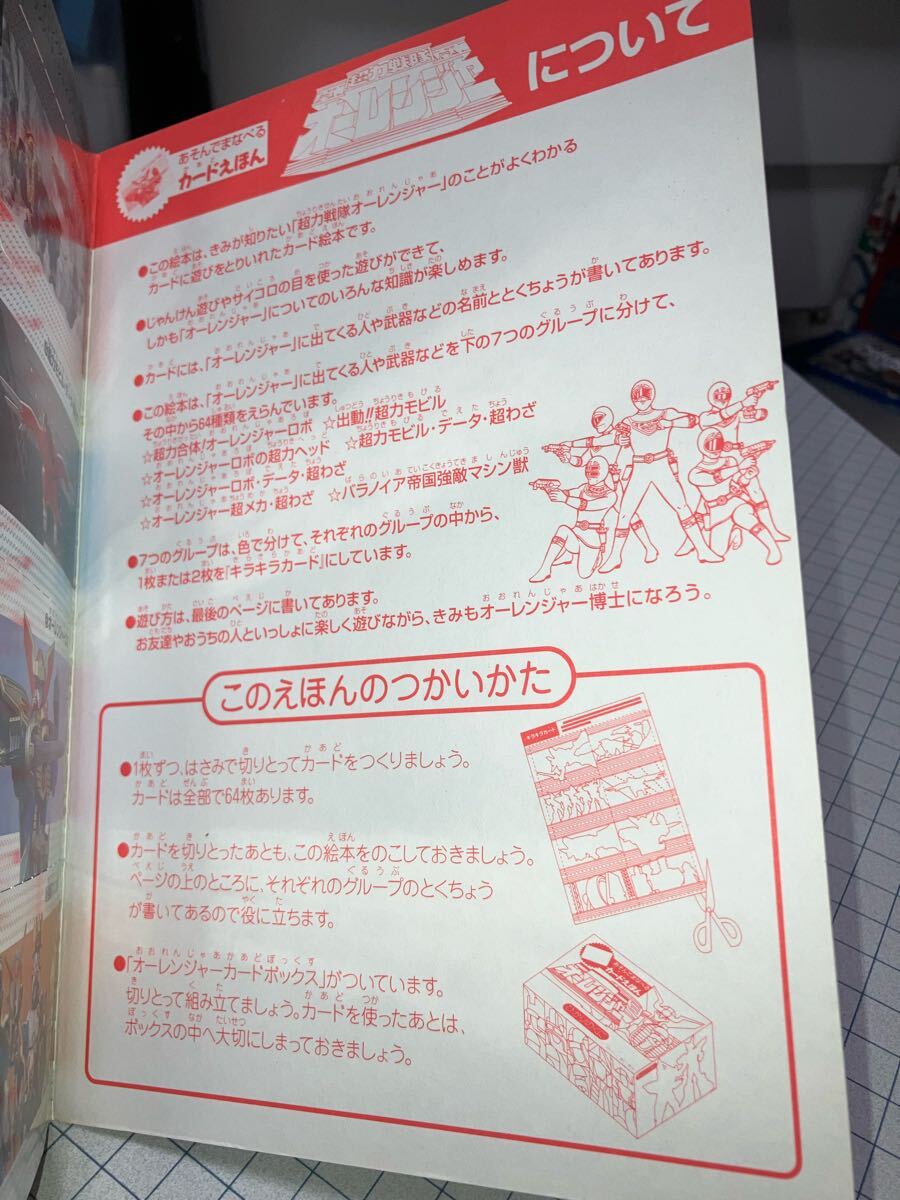 超力戦隊
オーレンジャー
について
あそんでまなべる
カードえほん
●この絵本は、きみが知りたい「超力戦隊オーレンジャー」のことがよくわかる
カードに遊びをとりいれたカード絵本です。
●じゃんけん遊びやサイコロの目を使った遊びができて、
しかも「オーレンジャー」についてのいろんな知識が楽しめます。
●カードには、「オーレンジャー」に出てくる人や武器などの名前ととくちょうが書いてあります。
●この絵本は、「オーレンジャー」に出てくる人や武器などを下の7つのグループに分けて、
その中から64種類をえらんでいます。
☆超力合体!オーレンジャーロボ ☆出動!!超力モビル
☆オーレンジャーロボの超力ヘッド ☆超力モビル・データ・超わざ
☆オーレンジャーロボ・データ・超わざ
☆オーレンジャー超メカ・超わざ ☆バラノイア帝国強敵マシン獣
●7つのグループは、色で分けて、それぞれのグループの中から、
1枚または2枚を「キラキラカード」にしています。
●遊び方は、最後のページに書いてあります。
お友達やおうちの人といっしょに楽しく遊びながら、きみもオーレンジャー博士になろう。
このえほんのつかいかた
●1枚ずつ、はさみで切りとってカードをつくりましょう。
カードは全部で64枚あります。
●カードを切りとったあとも、この絵本をのこしておきましょう。
ページの上のところに、それぞれのグループのとくちょう
が書いてあるので役に立ちます。
●「オーレンジャーカードボックス」がついています。
切りとって組み立てましょう。カードを使ったあとは、
ボックスの中へ大切にしまっておきましょう。
キラキラカード
カードえほん
オーレンジャー